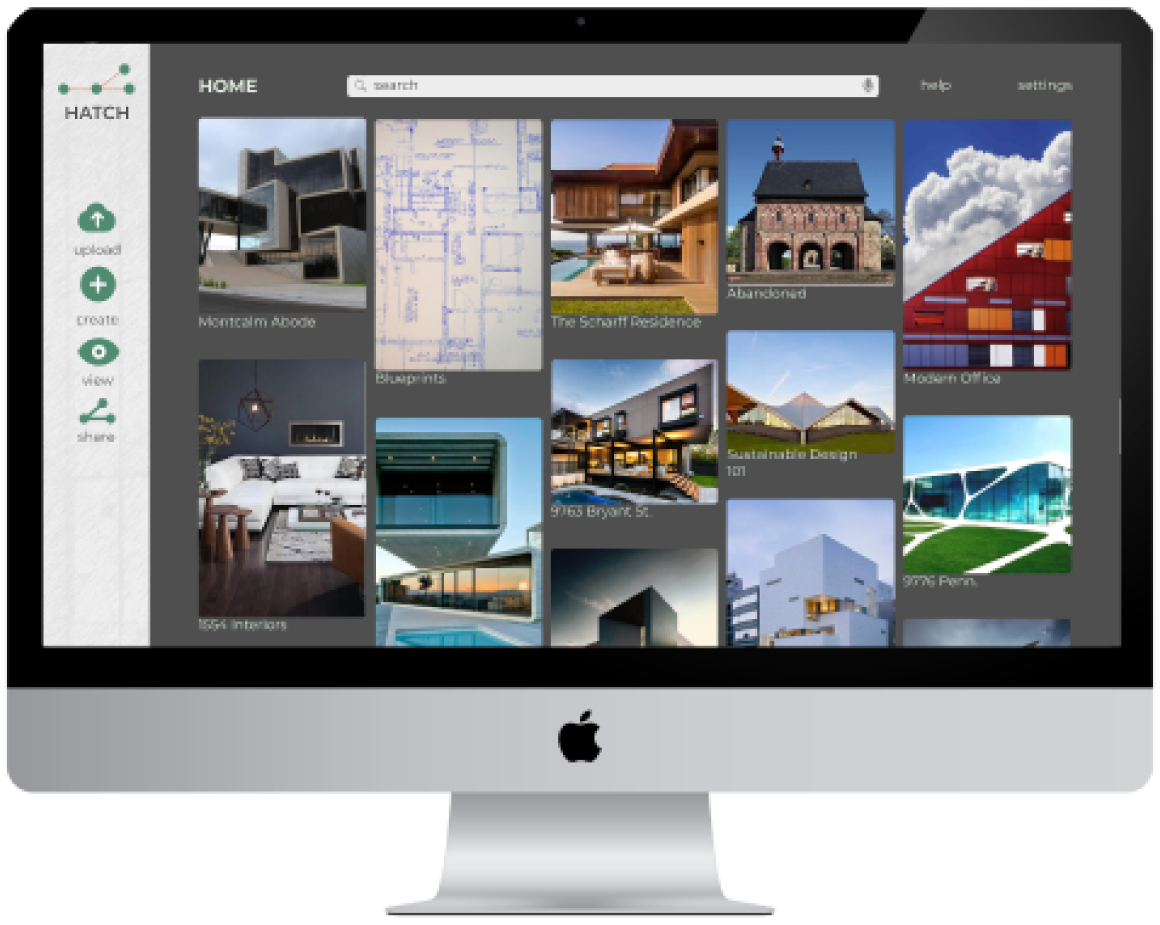 HATCH
upload
create
view
share
HOME
search
help
settings
Montcalm Abode
Blueprints
The Scharff Residence
Abandoned
Modern Office
1554 Interiors
9763 Bryant St.
Sustainable Design
101
9776 Penn.